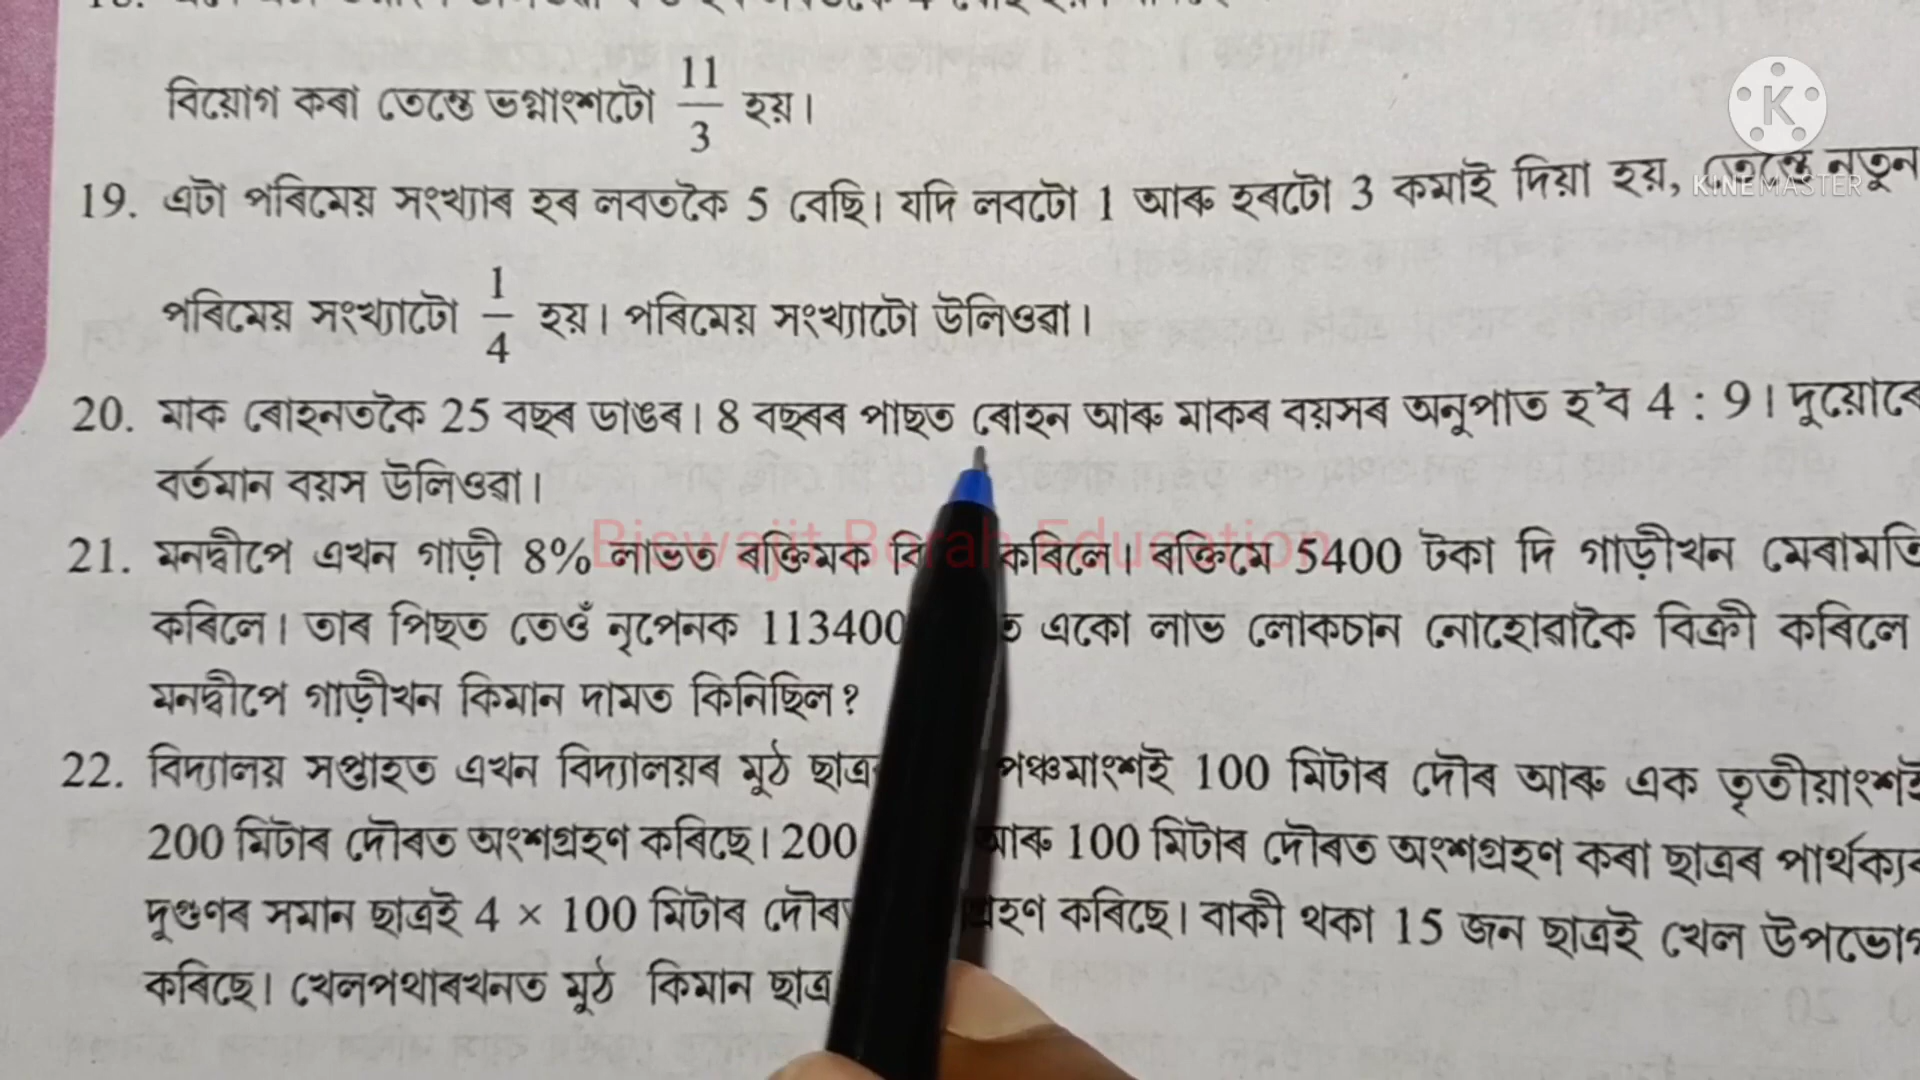 বিয়োগ কৰা তেন্তে ভগ্নাংশটো 11/3 হয়।
19. এটা পৰিমেয় সংখ্যাৰ হৰ লবতকৈ 5 বেছি। যদি লবটো 1 আৰু হৰটো 3 কমাই দিয়া হয়, তেন্তে নতুন
পৰিমেয় সংখ্যাটো 1/4 হয়। পৰিমেয় সংখ্যাটো উলিওৱা।
20. মাক ৰোহনতকৈ 25 বছৰ ডাঙৰ। 8 বছৰৰ পাছত ৰোহন আৰু মাকৰ বয়সৰ অনুপাত হ'ব 4 : 9। দুয়োৰে
বৰ্তমান বয়স উলিওৱা।
21. মনদ্বীপে এখন গাড়ী 8% লাভত ৰক্তিমক কৰিলে। ৰক্তিমে 5400 টকা দি গাড়ীখন মেৰামতি
কৰিলে। তাৰ পিছত তেওঁ নৃপেনক 113400 একো লাভ লোকচান নোহোৱাকৈ বিক্ৰী কৰিলে
মনদ্বীপে গাড়ীখন কিমান দামত কিনিছিল?
22. বিদ্যালয় সপ্তাহত এখন বিদ্যালয়ৰ মুঠ পঞ্চমাংশই 100 মিটাৰ দৌৰ আৰু এক তৃতীয়াংশই
200 মিটাৰ দৌৰত অংশগ্ৰহণ কৰিছে। 200 আৰু 100 মিটাৰ দৌৰত অংশগ্ৰহণ কৰা ছাত্ৰৰ পাৰ্থক্যৰ
দুগুণৰ সমান ছাত্ৰই 4 × 100 মিটাৰ কৰিছে। বাকী থকা 15 জন ছাত্ৰই খেল
কৰিছে। খেলপথাৰখনত মুঠ কিমান ছাত্ৰ
K
KINEMASTER
Biswajit Borah Education